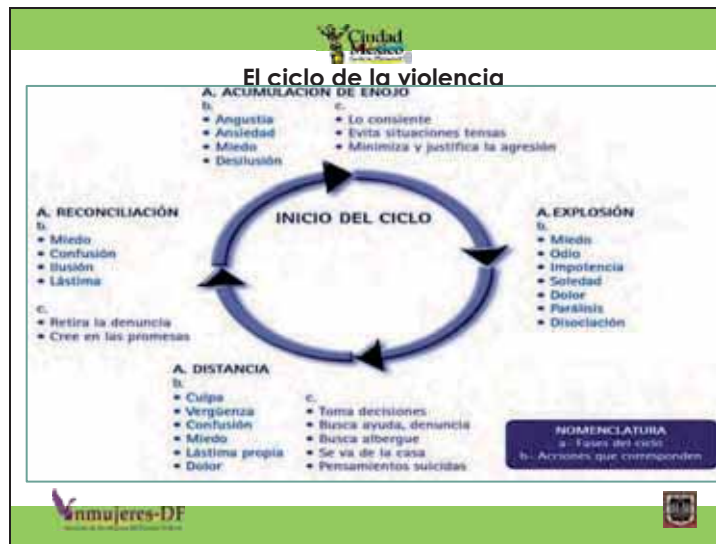 Ciudad
México
El ciclo de la violencia
A. ACUMULACIÓN DE ENOJO
b.
• Angustia
• Ansiedad
• Miedo
• Desilusión
c.
• Lo consiente
• Evita situaciones tensas
• Minimiza y justifica la agresión
INICIO DEL CICLO
A. EXPLOSIÓN
b.
• Miedo
• Odio
• Impotencia
• Soledad
• Dolor
• Parálisis
• Disociación
A. RECONCILIACIÓN
b.
• Miedo
• Confusión
• Ilusión
• Lástima
c.
• Retira la denuncia
• Cree en las promesas
A. DISTANCIA
b.
• Culpa
• Vergüenza
• Confusión
• Miedo
• Lástima propia
• Dolor
c.
• Toma decisiones
• Busca ayuda, denuncia
• Busca albergue
• Se va de la casa
• Pensamientos suicidas
NOMENCLATURA
a- Fases del ciclo
b- Acciones que corresponden
Inmujeres-DF